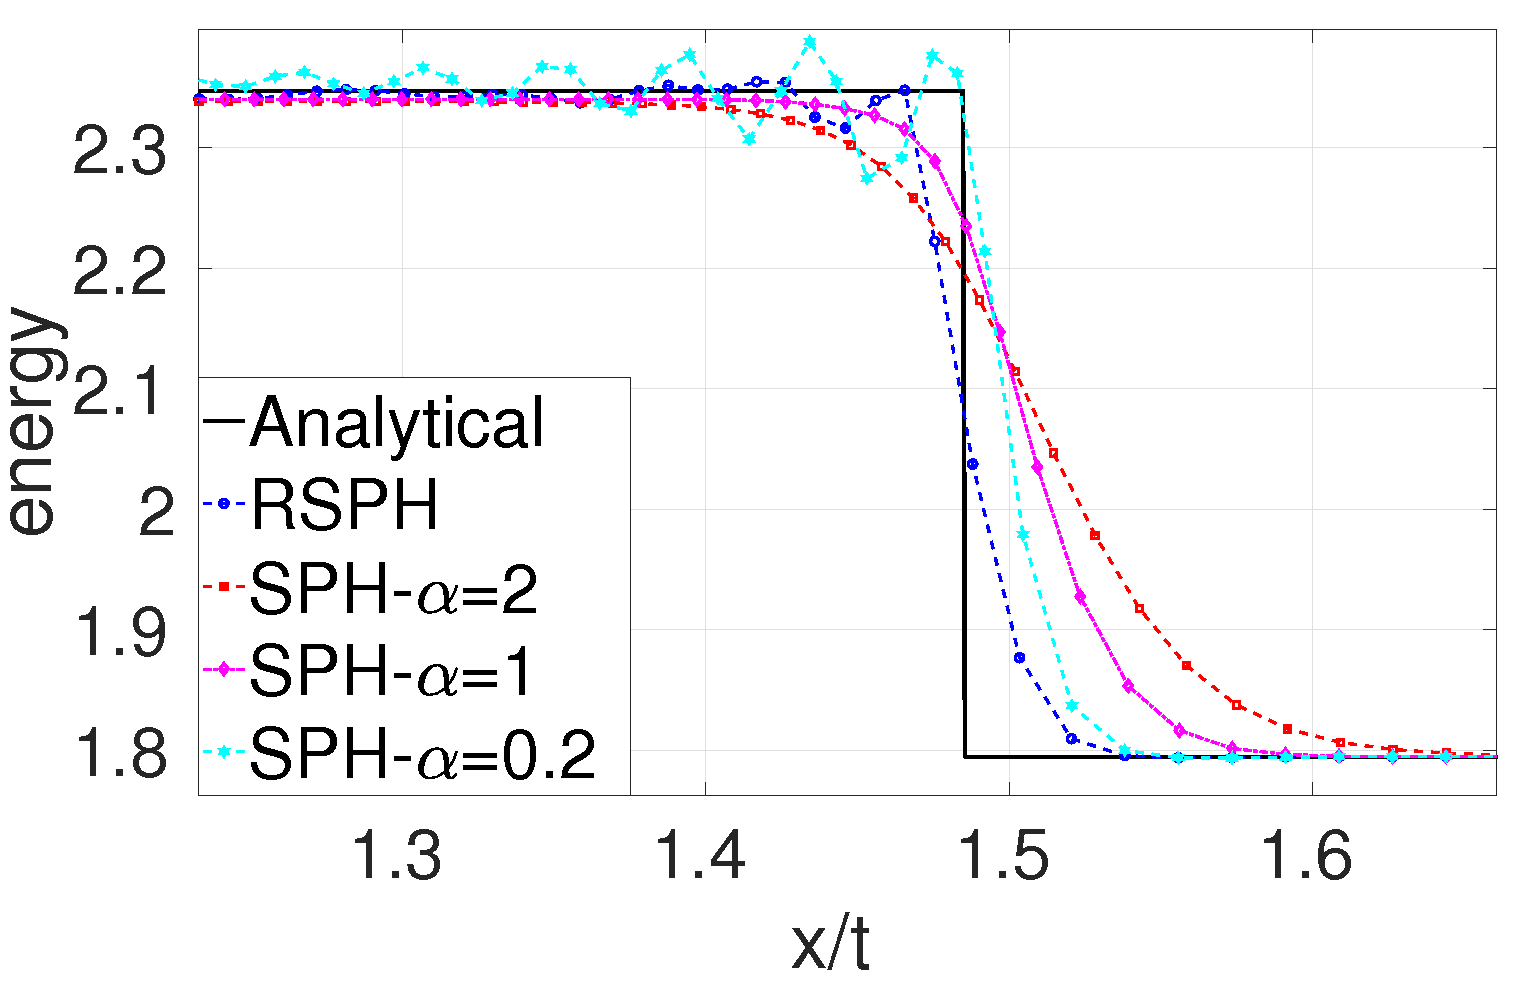 energy
2.3
2.2
2.1
2
1.9
1.8
Analytical
RSPH
SPH-α=2
SPH-α=1
SPH-α=0.2
1.3 1.4 1.5 1.6
x/t